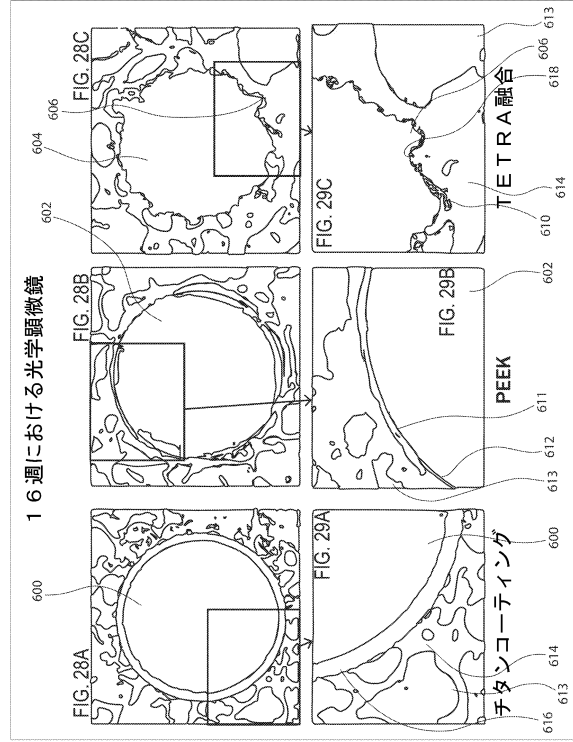 16週における光学顕微鏡
600
602
604
606
FIG. 28A
FIG. 28B
FIG. 28C
FIG. 29A
FIG. 29B
FIG. 29C
616
613
614
600
613
612
611
602
610
614
618
606
613
チタンコーティング
PEEK
TETRA融合